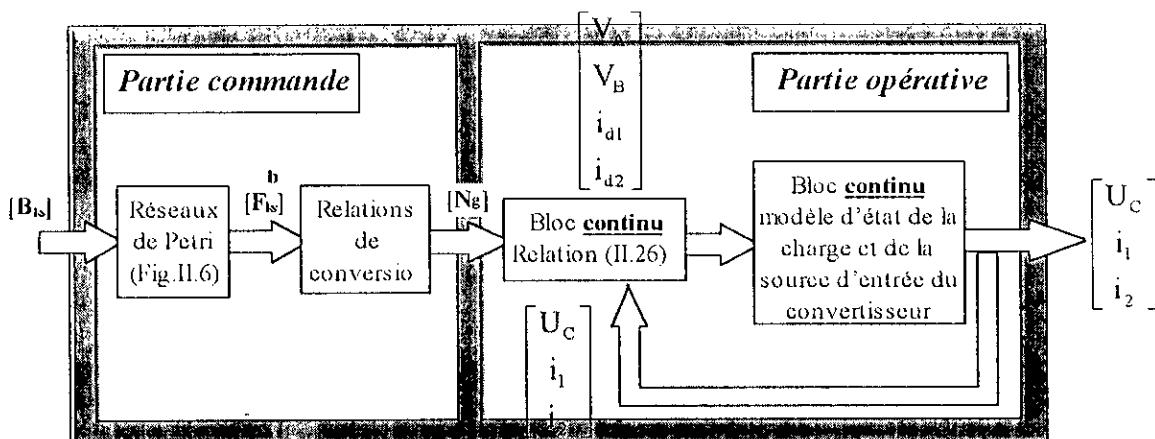 Partie commande
[B_ls]
Réseaux
de Petri
(Fig.II.6)
b
[F_ls]
Relations
de
conversio
[Ng]
Partie opérative
V_A
V_B
i_d1
i_d2
Bloc continu
Relation (II.26)
Bloc continu
modèle d'état de la
charge et de la
source d'entrée du
convertisseur
U_C
i_1
i
U_C
i_1
i_2